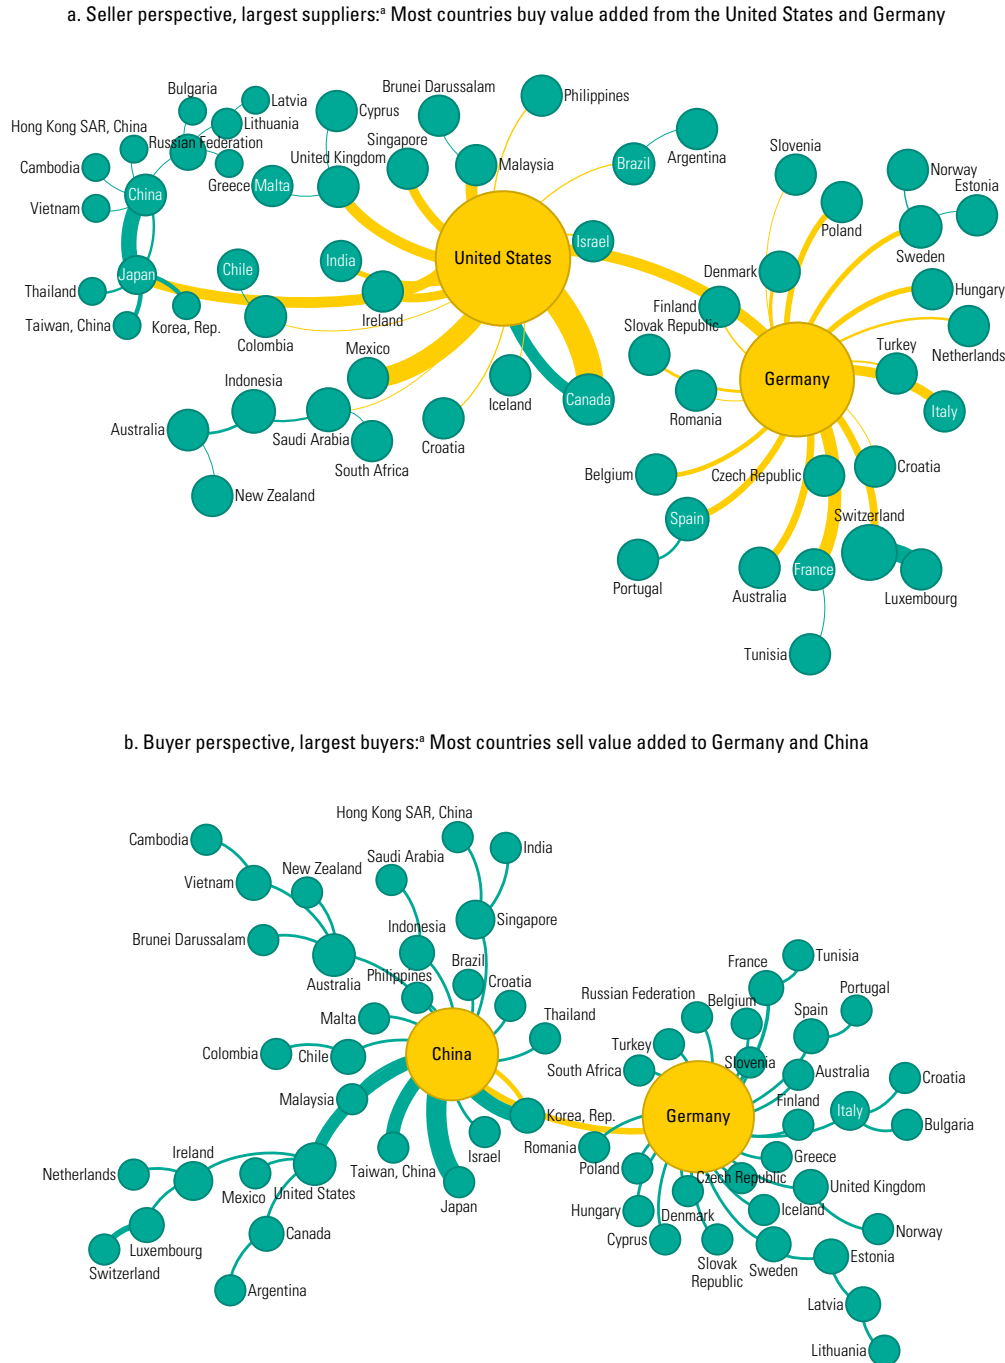 a. Seller perspective, largest suppliers:ª Most countries buy value added from the United States and Germany
Bulgaria
Latvia
Hong Kong SAR, China
Lithuania
Russian Federation
Cambodia
Greece
China
Vietnam
Japan
Thailand
Taiwan, China
Korea, Rep.
Cyprus
United Kingdom
Malta
Brunei Darussalam
Singapore
Malaysia
Philippines
Brazil
Argentina
United States
Israel
India
Chile
Ireland
Colombia
Mexico
Indonesia
Australia
Saudi Arabia
South Africa
New Zealand
Croatia
Iceland
Canada
Slovenia
Poland
Norway
Estonia
Sweden
Denmark
Finland
Hungary
Slovak Republic
Netherlands
Turkey
Germany
Italy
Romania
Belgium
Czech Republic
Croatia
Spain
Switzerland
Portugal
Australia
France
Luxembourg
Tunisia
b. Buyer perspective, largest buyers:ª Most countries sell value added to Germany and China
Hong Kong SAR, China
Cambodia
India
Saudi Arabia
New Zealand
Vietnam
Singapore
Indonesia
Brunei Darussalam
Australia
Philippines
Brazil
Croatia
Malta
Thailand
Colombia
Chile
China
Malaysia
Korea, Rep.
Taiwan, China
Israel
Japan
Ireland
Netherlands
Mexico
United States
Luxembourg
Canada
Switzerland
Argentina
Tunisia
France
Russian Federation
Belgium
Portugal
Spain
Turkey
Slovenia
South Africa
Australia
Croatia
Finland
Italy
Germany
Bulgaria
Romania
Greece
Poland
Czech Republic
United Kingdom
Hungary
Denmark
Iceland
Norway
Cyprus
Slovak
Republic
Sweden
Estonia
Latvia
Lithuania